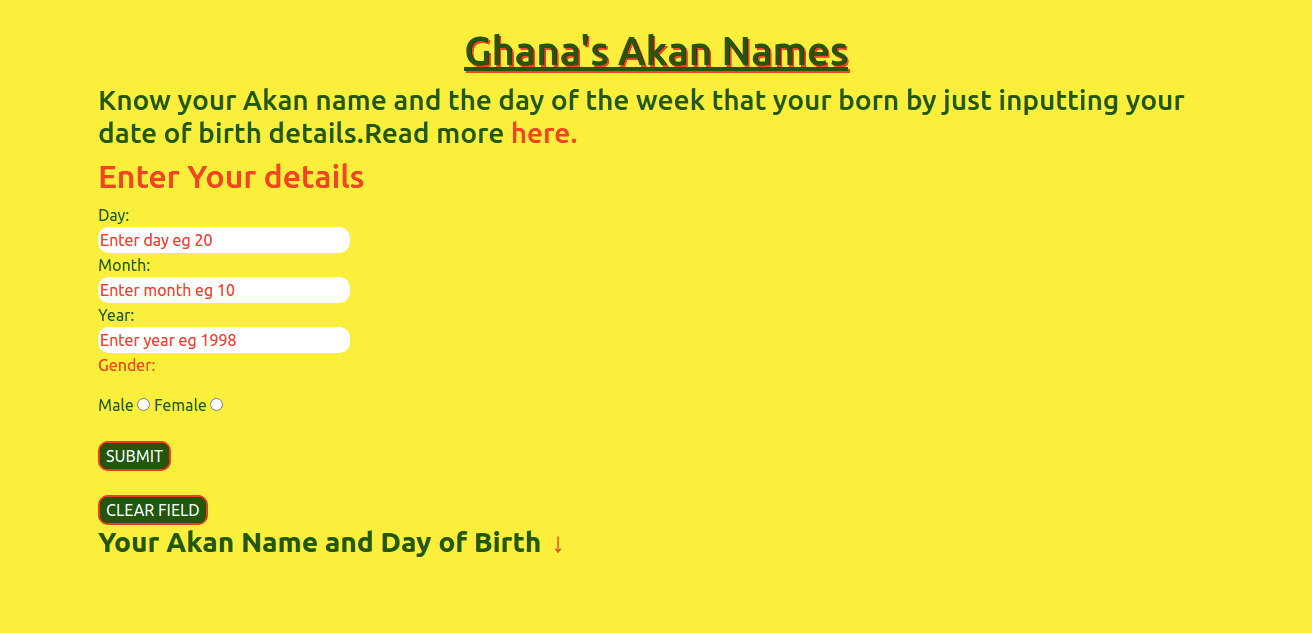 Ghana's Akan Names
Know your Akan name and the day of the week that your born by just inputting your
date of birth details.Read more here.
Enter Your details
Day:
Enter day eg 20
Month:
Enter month eg 10
Year:
Enter year eg 1998
Gender:
Male Female
SUBMIT
CLEAR FIELD
Your Akan Name and Day of Birth ↓